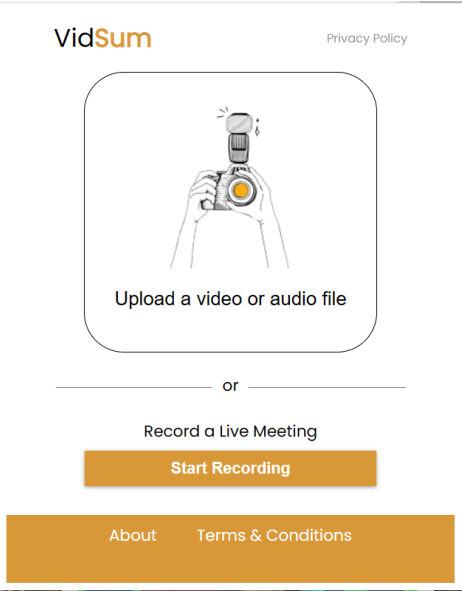 VidSum
Privacy Policy
Upload a video or audio file
or
Record a Live Meeting
Start Recording
About
Terms & Conditions